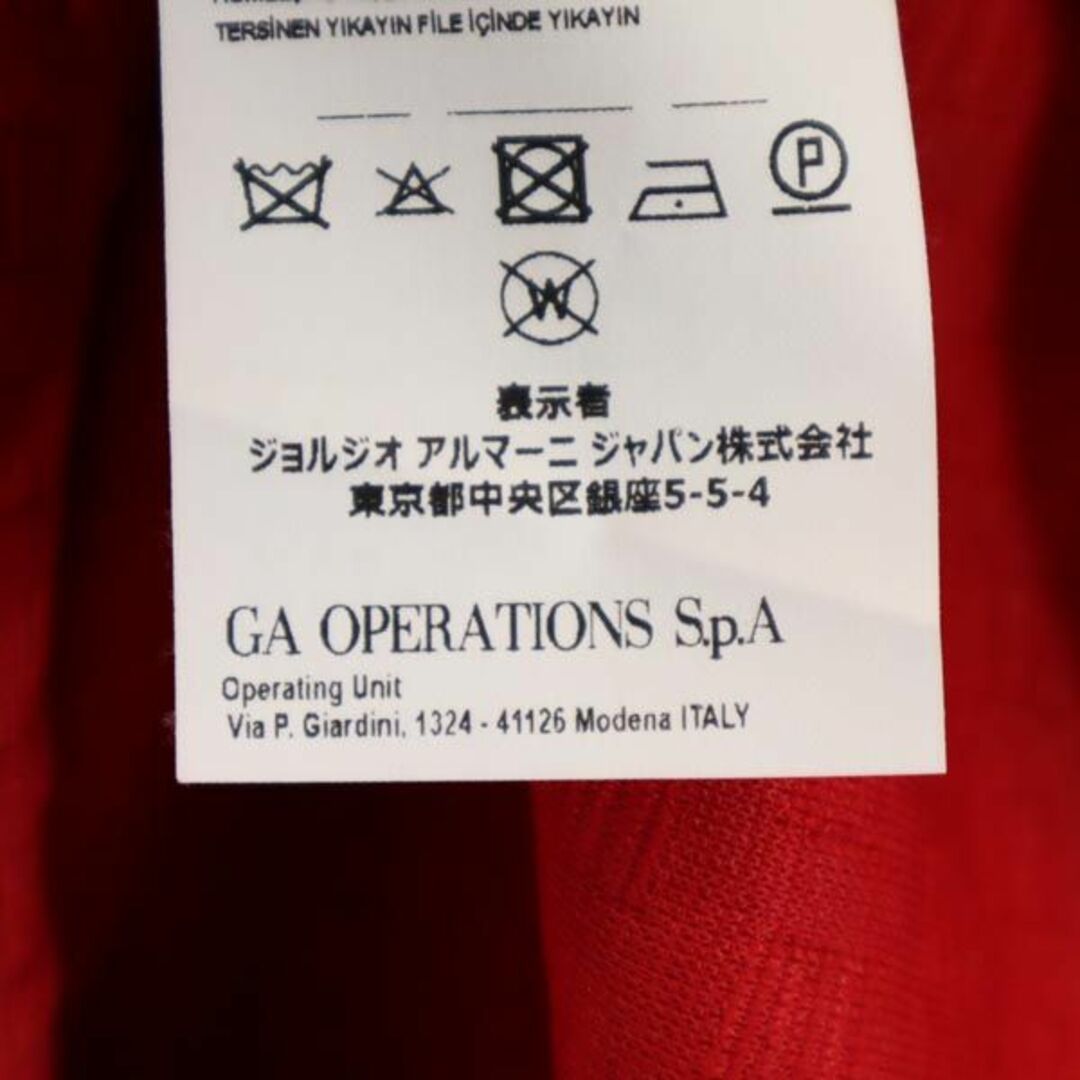 TERSİNEN YIKAYIN FİLE İÇİNDE YIKAYIN
P
W
表示者
ジョルジオ アルマーニ ジャパン株式会社
東京都中央区銀座5-5-4
GA OPERATIONS S.p.A
Operating Unit
Via P. Giardini, 1324 - 41126 Modena ITALY